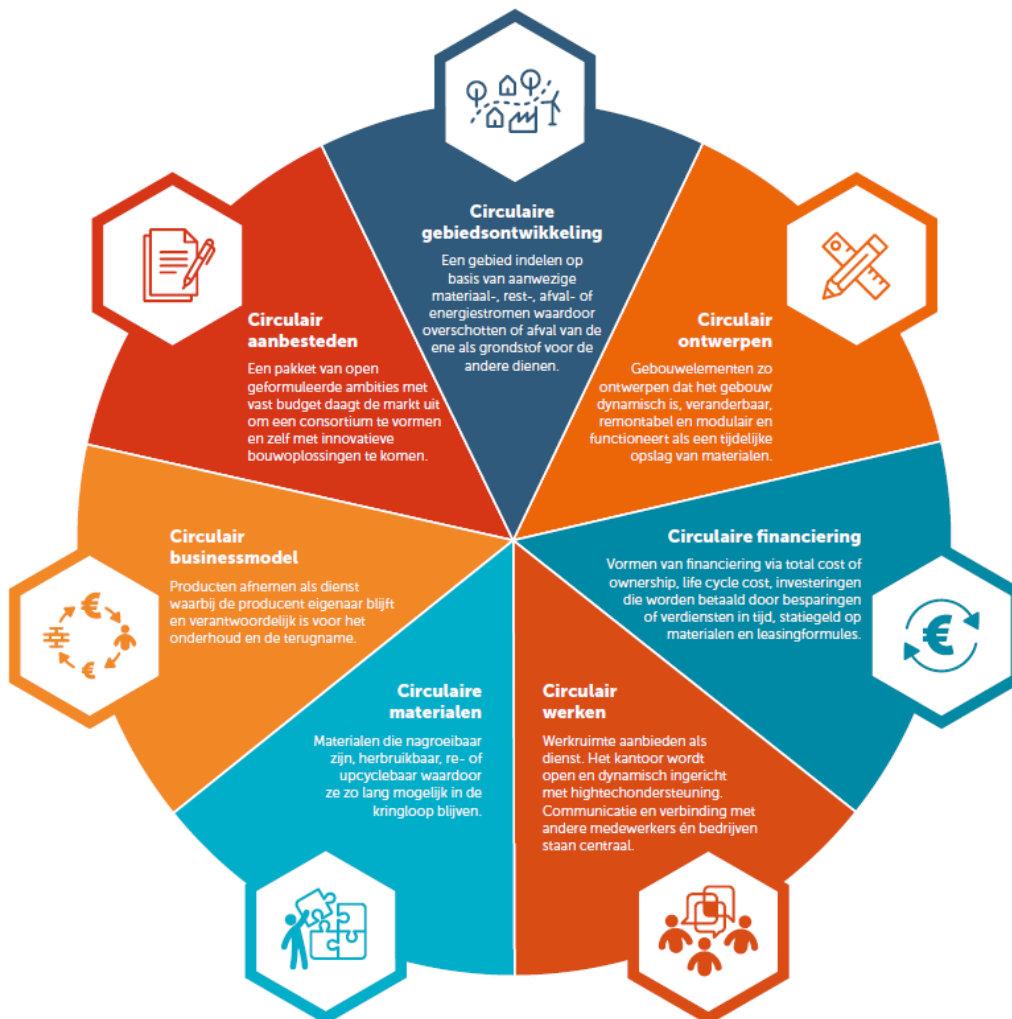 Circulaire
gebiedsontwikkeling
Een gebied indelen op
basis van aanwezige
materiaal-, rest-, afval- of
energiestromen waardoor
overschotten of afval van de
ene als grondstof voor de
andere dienen.
Circulair
ontwerpen
Gebouwelementen zo
ontwerpen dat het gebouw
dynamisch is, veranderbaar,
remontabel en modulair en
functioneert als een tijdelijke
opslag van materialen.
Circulaire financiering
Vormen van financiering via total cost of
ownership, life cycle cost, investeringen
die worden betaald door besparingen
of verdiensten in tijd, statiegeld op
materialen en leasingformules.
Circulair
werken
Werkruimte aanbieden als
dienst. Het kantoor wordt
open en dynamisch ingericht
met hightechondersteuning.
Communicatie en verbinding met
andere medewerkers én bedrijven
staan centraal.
Circulaire
materialen
Materialen die nagroeibaar
zijn, herbruikbaar, re- of
upcyclebaar waardoor
ze zo lang mogelijk in de
kringloop blijven.
Circulair
businessmodel
Producten afnemen als dienst
waarbij de producent eigenaar blijft
en verantwoordelijk is voor het
onderhoud en de terugname.
Circulair
aanbesteden
Een pakket van open
geformuleerde ambities met
vast budget daagt de markt uit
om een consortium te vormen
en zelf met innovatieve
bouwoplossingen te komen.